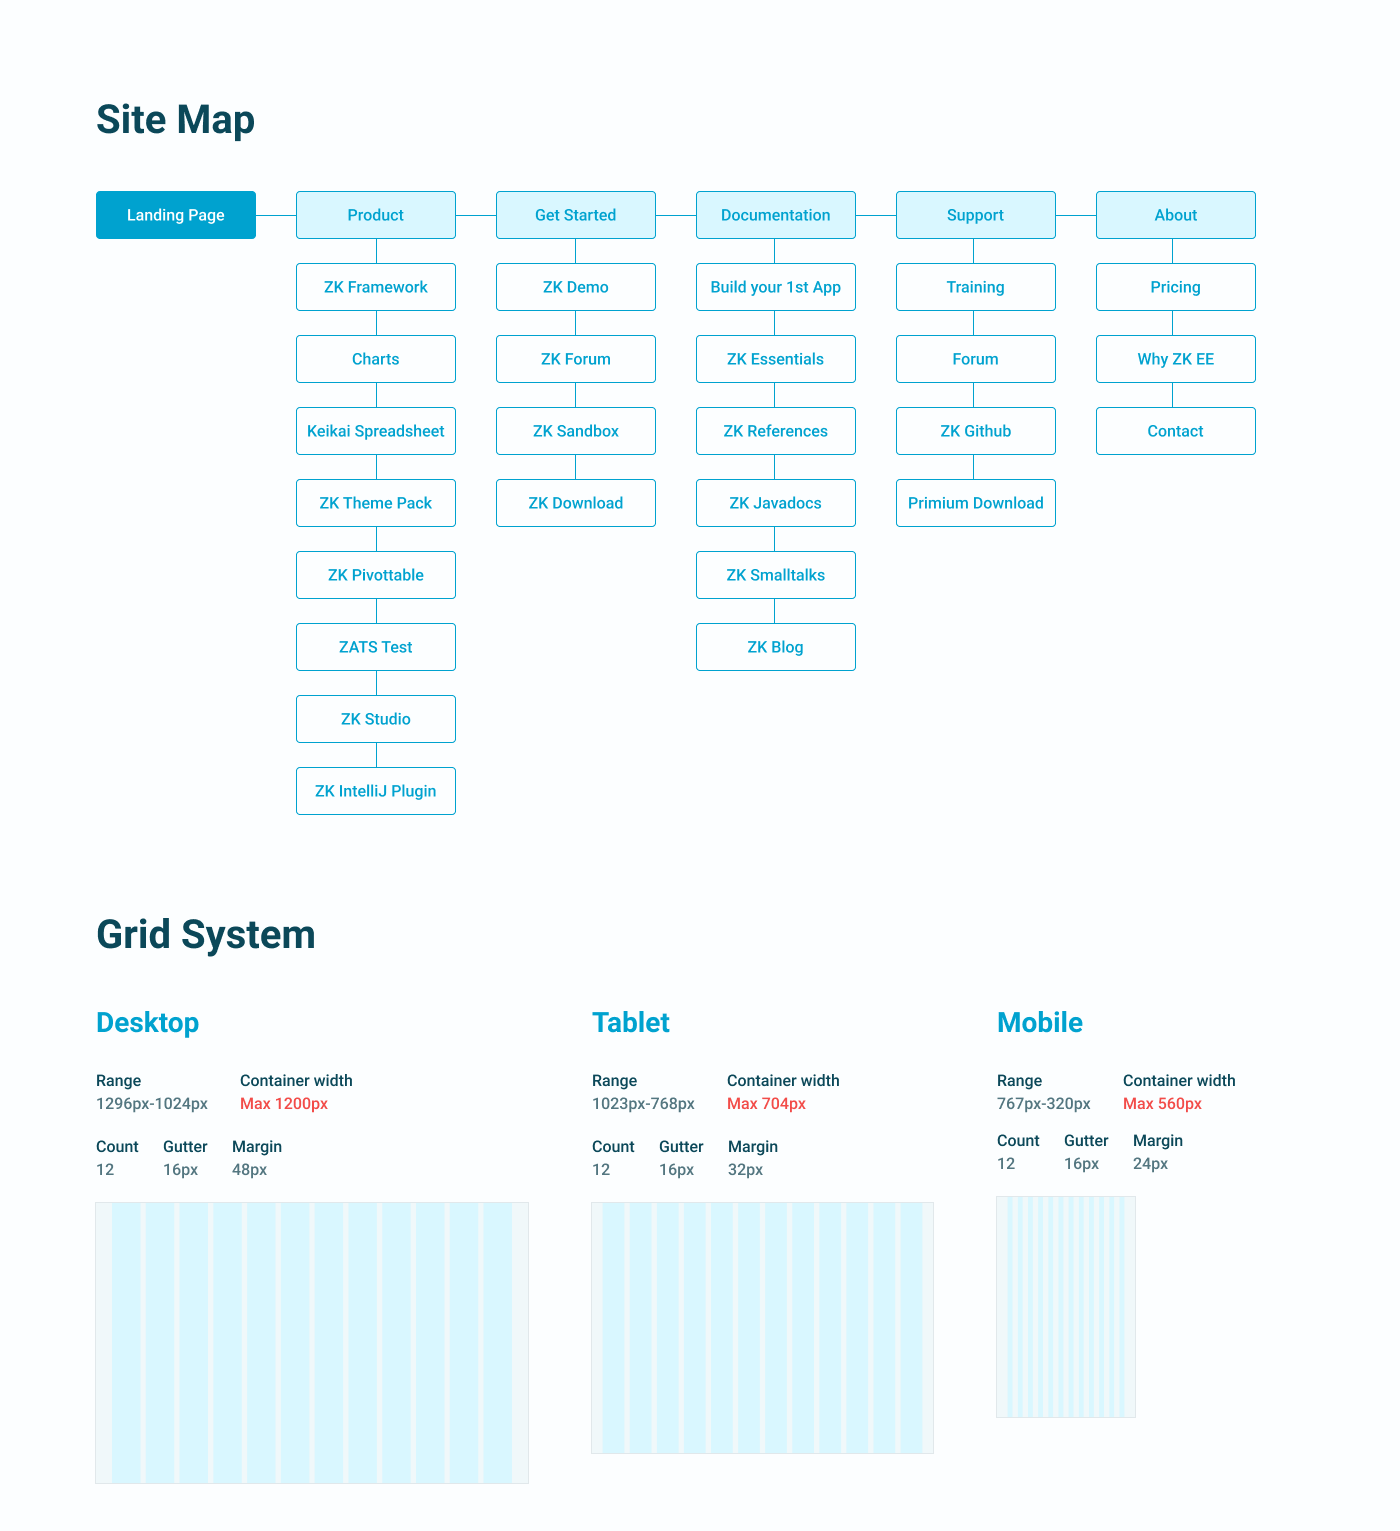 Site Map
Landing Page
Product
Get Started
Documentation
Support
About
ZK Framework
ZK Demo
Build your 1st App
Training
Pricing
Charts
ZK Forum
ZK Essentials
Forum
Why ZK EE
Keikai Spreadsheet
ZK Sandbox
ZK References
ZK Github
Contact
ZK Theme Pack
ZK Download
ZK Javadocs
Primium Download
ZK Pivottable
ZK Smalltalks
ZATS Test
ZK Blog
ZK Studio
ZK IntelliJ Plugin
Grid System
Desktop
Range
Container width
1296px-1024px
Max 1200px
Count
Gutter
Margin
12
16px
48px
Tablet
Range
Container width
1023px-768px
Max 704px
Count
Gutter
Margin
12
16px
32px
Mobile
Range
Container width
767px-320px
Max 560px
Count
Gutter
Margin
12
16px
24px